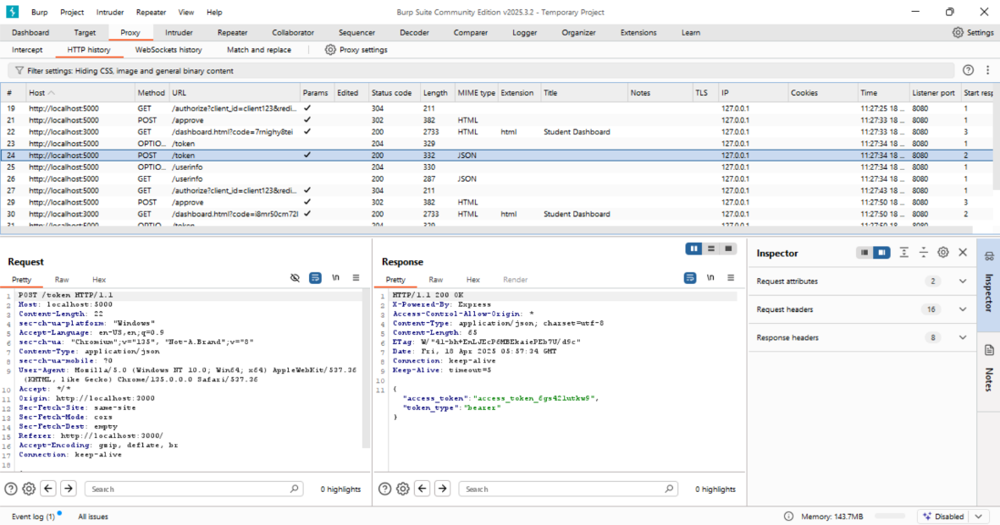 Burp Project Intruder Repeater View Help Burp Suite Community Edition v2025.3.2 - Temporary Project
Dashboard Target Proxy Intruder Repeater Collaborator Sequencer Decoder Comparer Logger Organizer Extensions Learn Settings
Intercept HTTP history WebSockets history Match and replace Proxy settings
Filter settings: Hiding CSS, image and general binary content
# Host Method URL Params Edited Status code Length MIME type Extension Title Notes TLS IP Cookies Time Listener port Start resp
19 http://localhost:5000 GET /authorize?client_id=client123&redi... ✓ 304 211 127.0.0.1 11:27:25 18 ... 8080 1
21 http://localhost:5000 POST /approve ✓ 302 382 HTML 127.0.0.1 11:27:33 18 ... 8080 1
22 http://localhost:3000 GET /dashboard.html?code=7rnighy8tei ✓ 200 2733 HTML html Student Dashboard 127.0.0.1 11:27:33 18 ... 8080 3
23 http://localhost:5000 OPTIO... /token 204 329 127.0.0.1 11:27:34 18 ... 8080 1
24 http://localhost:5000 POST /token ✓ 200 332 JSON 127.0.0.1 11:27:34 18 ... 8080 2
25 http://localhost:5000 OPTIO... /userinfo 204 330 127.0.0.1 11:27:34 18 ... 8080 1
26 http://localhost:5000 GET /userinfo 200 287 JSON 127.0.0.1 11:27:34 18 ... 8080 1
27 http://localhost:5000 GET /authorize?client_id=client123&redi... ✓ 304 211 127.0.0.1 11:27:43 18 ... 8080 1
29 http://localhost:5000 POST /approve ✓ 302 382 HTML 127.0.0.1 11:27:50 18 ... 8080 3
30 http://localhost:3000 GET /dashboard.html?code=i8mr50cm72l ✓ 200 2733 HTML html Student Dashboard 127.0.0.1 11:27:50 18 ... 8080 2
31 http://localhost:5000 OPTIO... /token 204 329 127.0.0.1 11:27:50 18 ... 8080 1
Request
Pretty Raw Hex \n
1 POST /token HTTP/1.1
2 Host: localhost:5000
3 Content-Length: 22
4 sec-ch-ua-platform: "Windows"
5 Accept-Language: en-US,en;q=0.9
6 sec-ch-ua: "Chromium";v="135", "Not-A.Brand";v="8"
7 Content-Type: application/json
8 sec-ch-ua-mobile: ?0
9 User-Agent: Mozilla/5.0 (Windows NT 10.0; Win64; x64) AppleWebKit/537.36
(KHTML, like Gecko) Chrome/135.0.0.0 Safari/537.36
10 Accept: */*
11 Origin: http://localhost:3000
12 Sec-Fetch-Site: same-site
13 Sec-Fetch-Mode: cors
14 Sec-Fetch-Dest: empty
15 Referer: http://localhost:3000/
16 Accept-Encoding: gzip, deflate, br
17 Connection: keep-alive
18
Search 0 highlights
Response
Pretty Raw Hex Render \n
1 HTTP/1.1 200 OK
2 X-Powered-By: Express
3 Access-Control-Allow-Origin: *
4 Content-Type: application/json; charset=utf-8
5 Content-Length: 65
6 ETag: W/"41-bh+EnLJEcP6MBEkaiePEh7U/d9c"
7 Date: Fri, 18 Apr 2025 05:57:34 GMT
8 Connection: keep-alive
9 Keep-Alive: timeout=5
10
11 {
"access_token":"access_token_6gs421utkw9",
"token_type":"bearer"
}
Search 0 highlights
Inspector
Request attributes 2
Request headers 16
Response headers 8
Inspector
Notes
Event log (1) All issues Memory: 143.7MB Disabled